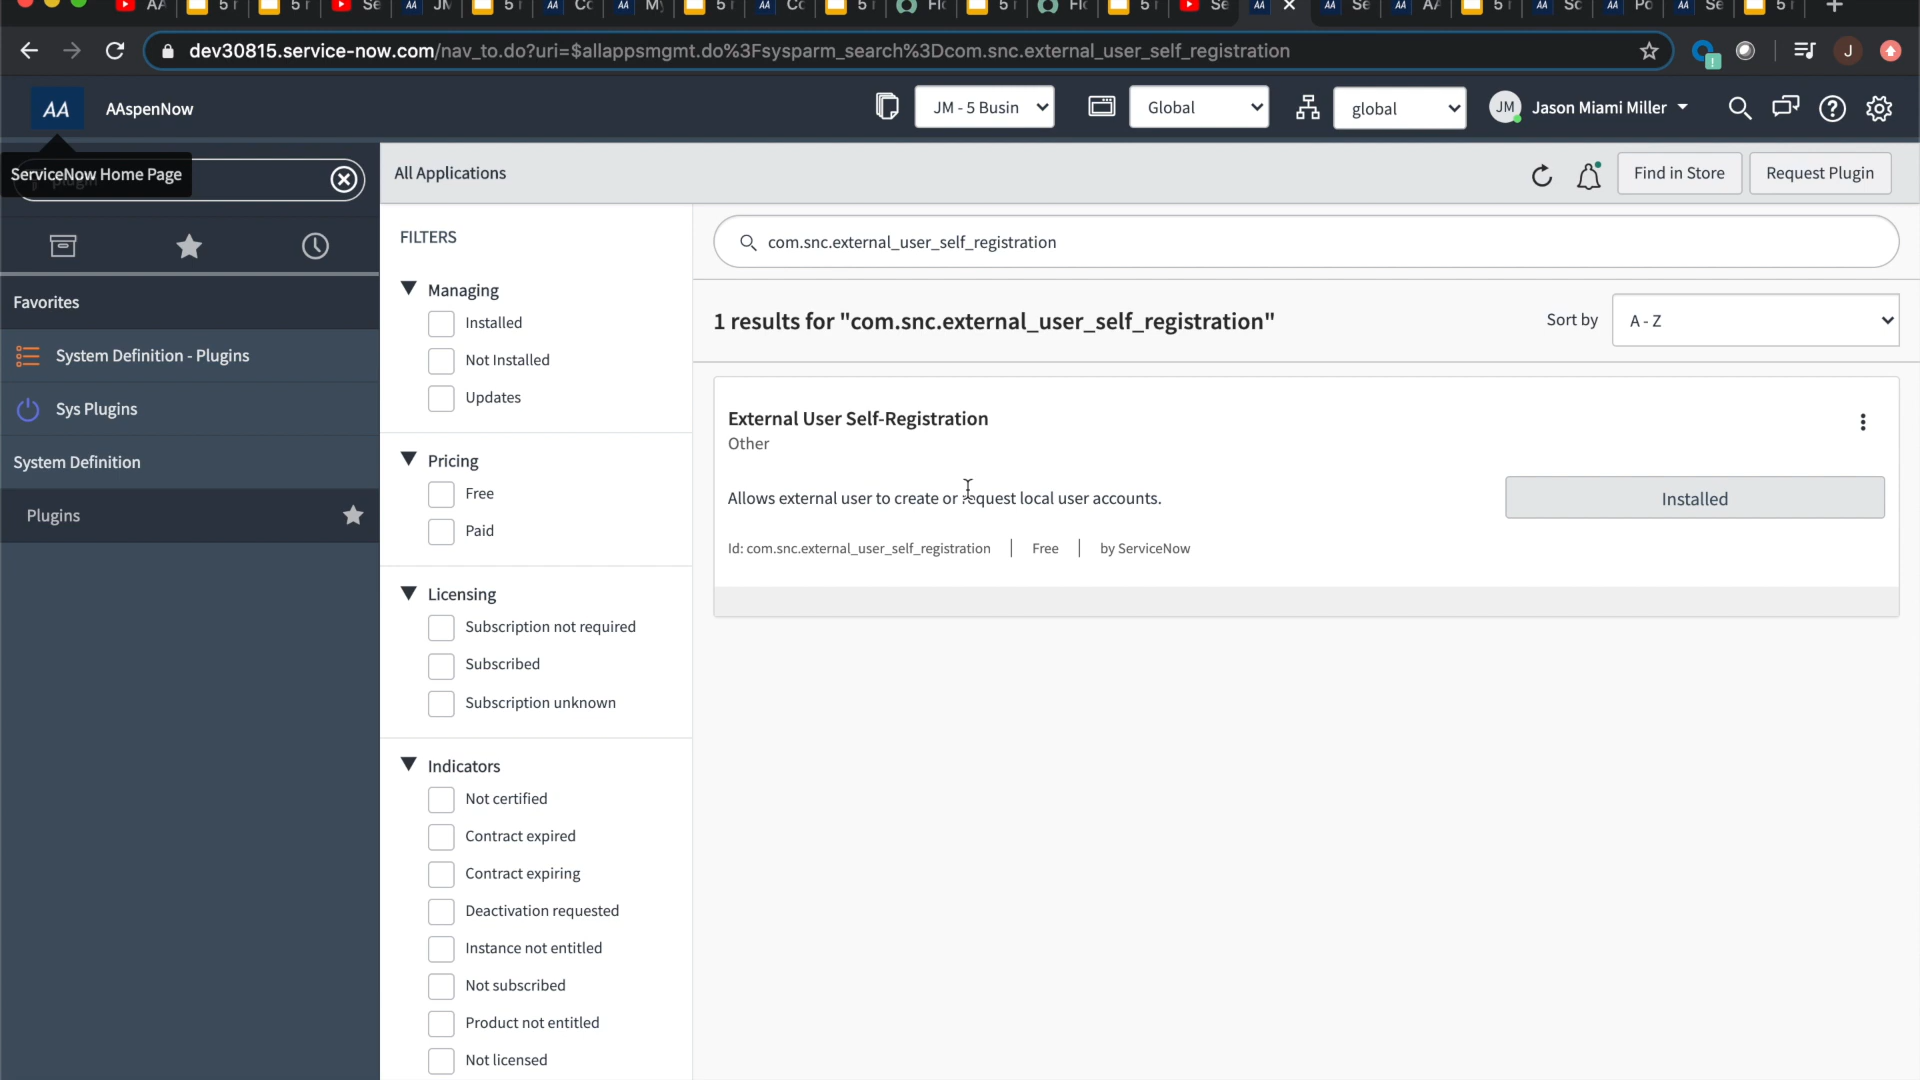 dev30815.service-now.com/nav_to.do?uri=$allappsmgmt.do%3Fsysparm_search%3Dcom.snc.external_user_self_registration
J
AA
AAspenNow
JM - 5 Busin
Global
global
JM
Jason Miami Miller
ServiceNow Home Page
All Applications
Find in Store
Request Plugin
FILTERS
com.snc.external_user_self_registration
Favorites
Managing
Installed
Not Installed
Updates
1 results for "com.snc.external_user_self_registration"
Sort by
A - Z
System Definition - Plugins
Sys Plugins
System Definition
Plugins
External User Self-Registration
Other
Allows external user to create or request local user accounts.
Installed
Id: com.snc.external_user_self_registration
Free
by ServiceNow
Pricing
Free
Paid
Licensing
Subscription not required
Subscribed
Subscription unknown
Indicators
Not certified
Contract expired
Contract expiring
Deactivation requested
Instance not entitled
Not subscribed
Product not entitled
Not licensed